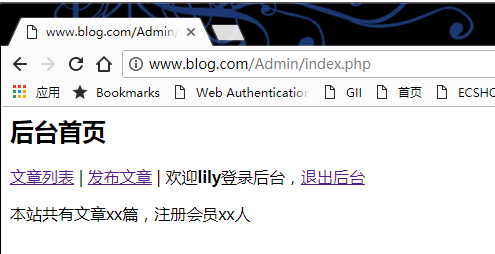 www.blog.com/Admin/
www.blog.com/Admin/index.php
应用 Bookmarks Web Authentication GII 首页 ECSHO
后台首页
文章列表 | 发布文章 | 欢迎lily登录后台，退出后台
本站共有文章xx篇，注册会员xx人